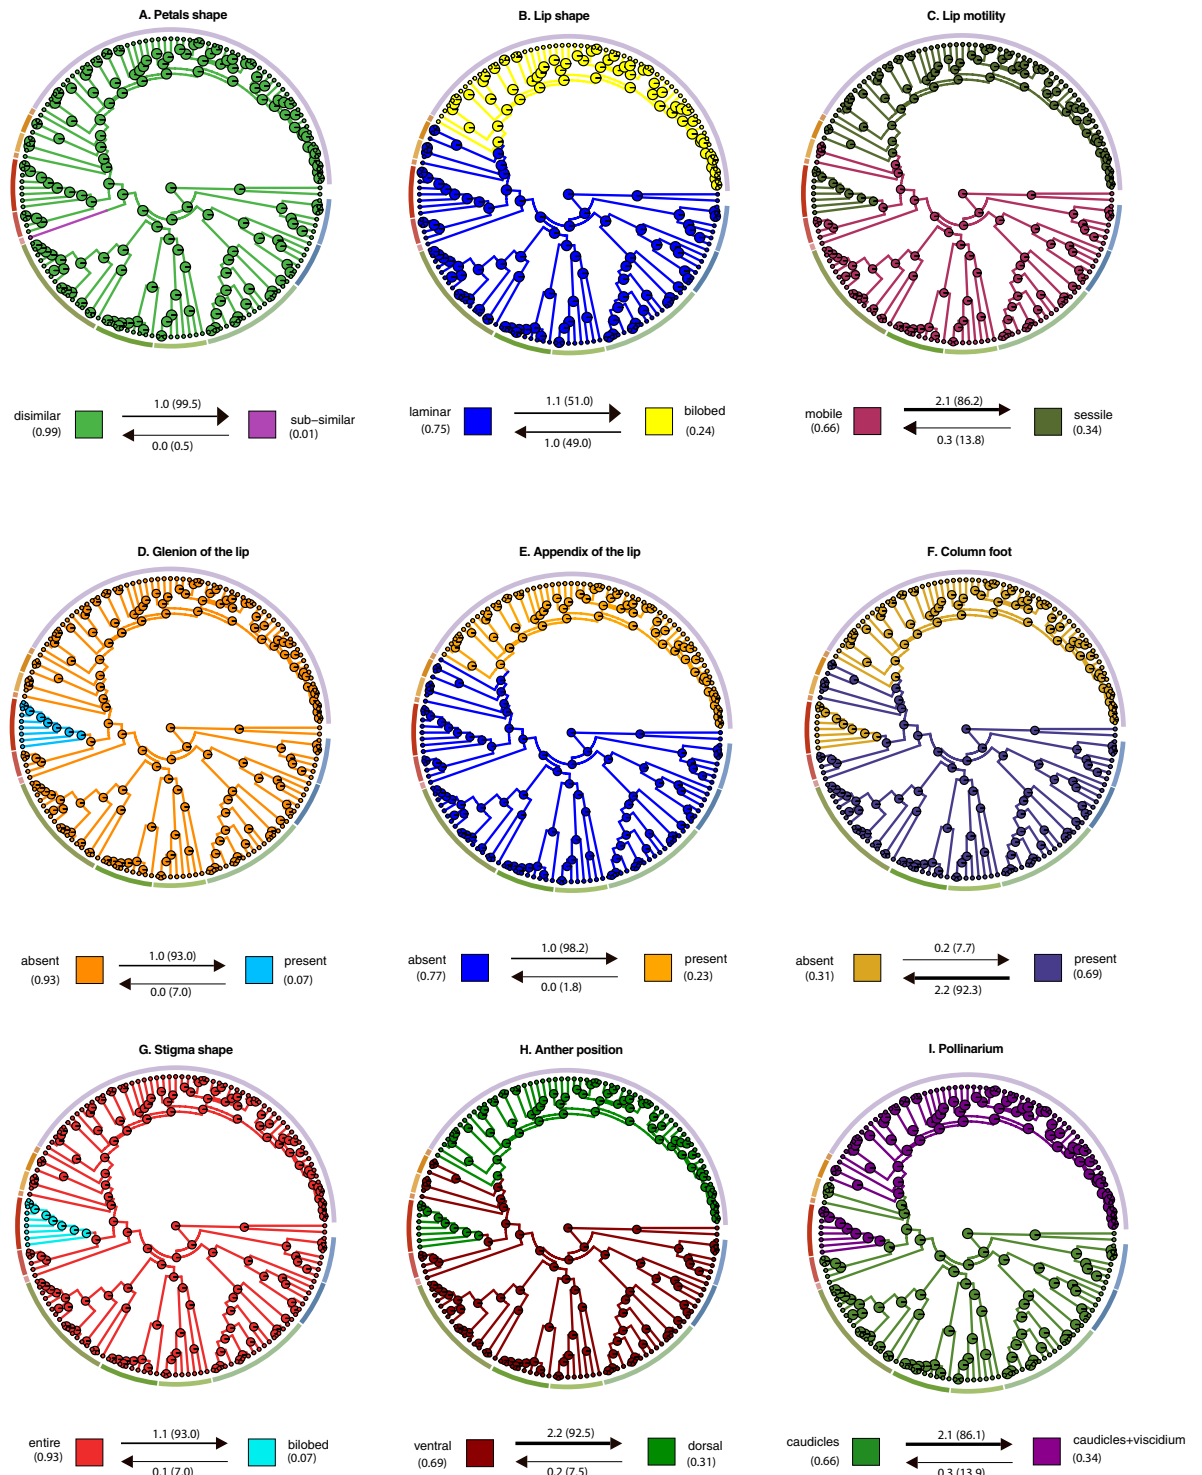 A. Petals shape
B. Lip shape
C. Lip motility
disimilar
(0.99)
1.0 (99.5)
0.0 (0.5)
sub-similar
(0.01)
laminar
(0.75)
1.1 (51.0)
1.0 (49.0)
bilobed
(0.24)
mobile
(0.66)
2.1 (86.2)
0.3 (13.8)
sessile
(0.34)
D. Glenion of the lip
E. Appendix of the lip
F. Column foot
absent
(0.93)
1.0 (93.0)
0.0 (7.0)
present
(0.07)
absent
(0.77)
1.0 (98.2)
0.0 (1.8)
present
(0.23)
absent
(0.31)
0.2 (7.7)
2.2 (92.3)
present
(0.69)
G. Stigma shape
H. Anther position
I. Pollinarium
entire
(0.93)
1.1 (93.0)
0.1 (7.0)
bilobed
(0.07)
ventral
(0.69)
2.2 (92.5)
0.2 (7.5)
dorsal
(0.31)
caudicles
(0.66)
2.1 (86.1)
0.3 (13.9)
caudicles+viscidium
(0.34)